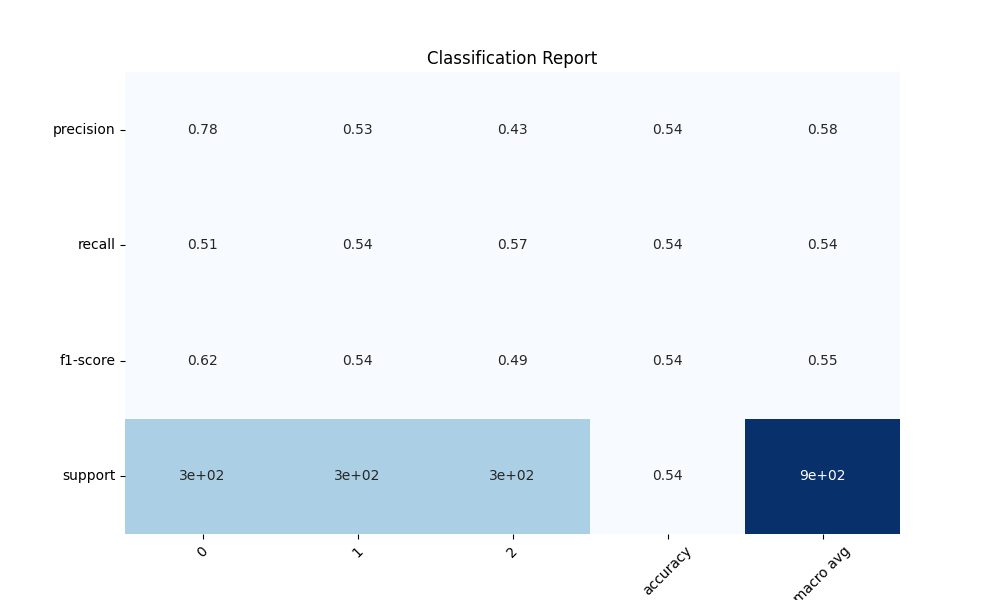 Classification Report
precision 0.78 0.53 0.43 0.54 0.58
recall 0.51 0.54 0.57 0.54 0.54
f1-score 0.62 0.54 0.49 0.54 0.55
support 3e+02 3e+02 3e+02 0.54 9e+02
0 1 2 accuracy macro avg